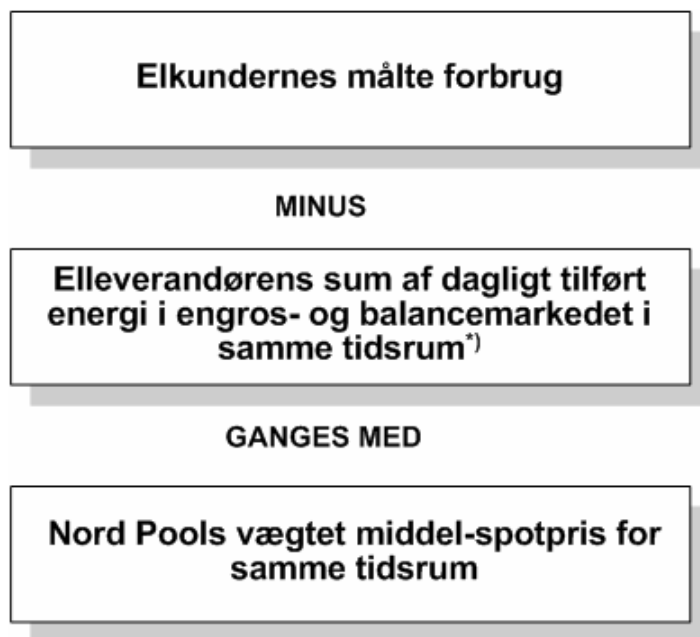 Elkundernes målte forbrug
MINUS
Elleverandørens sum af dagligt tilført
energi i engros- og balancemarkedet i
samme tidsrum*)
GANGES MED
Nord Pools vægtet middel-spotpris for
samme tidsrum